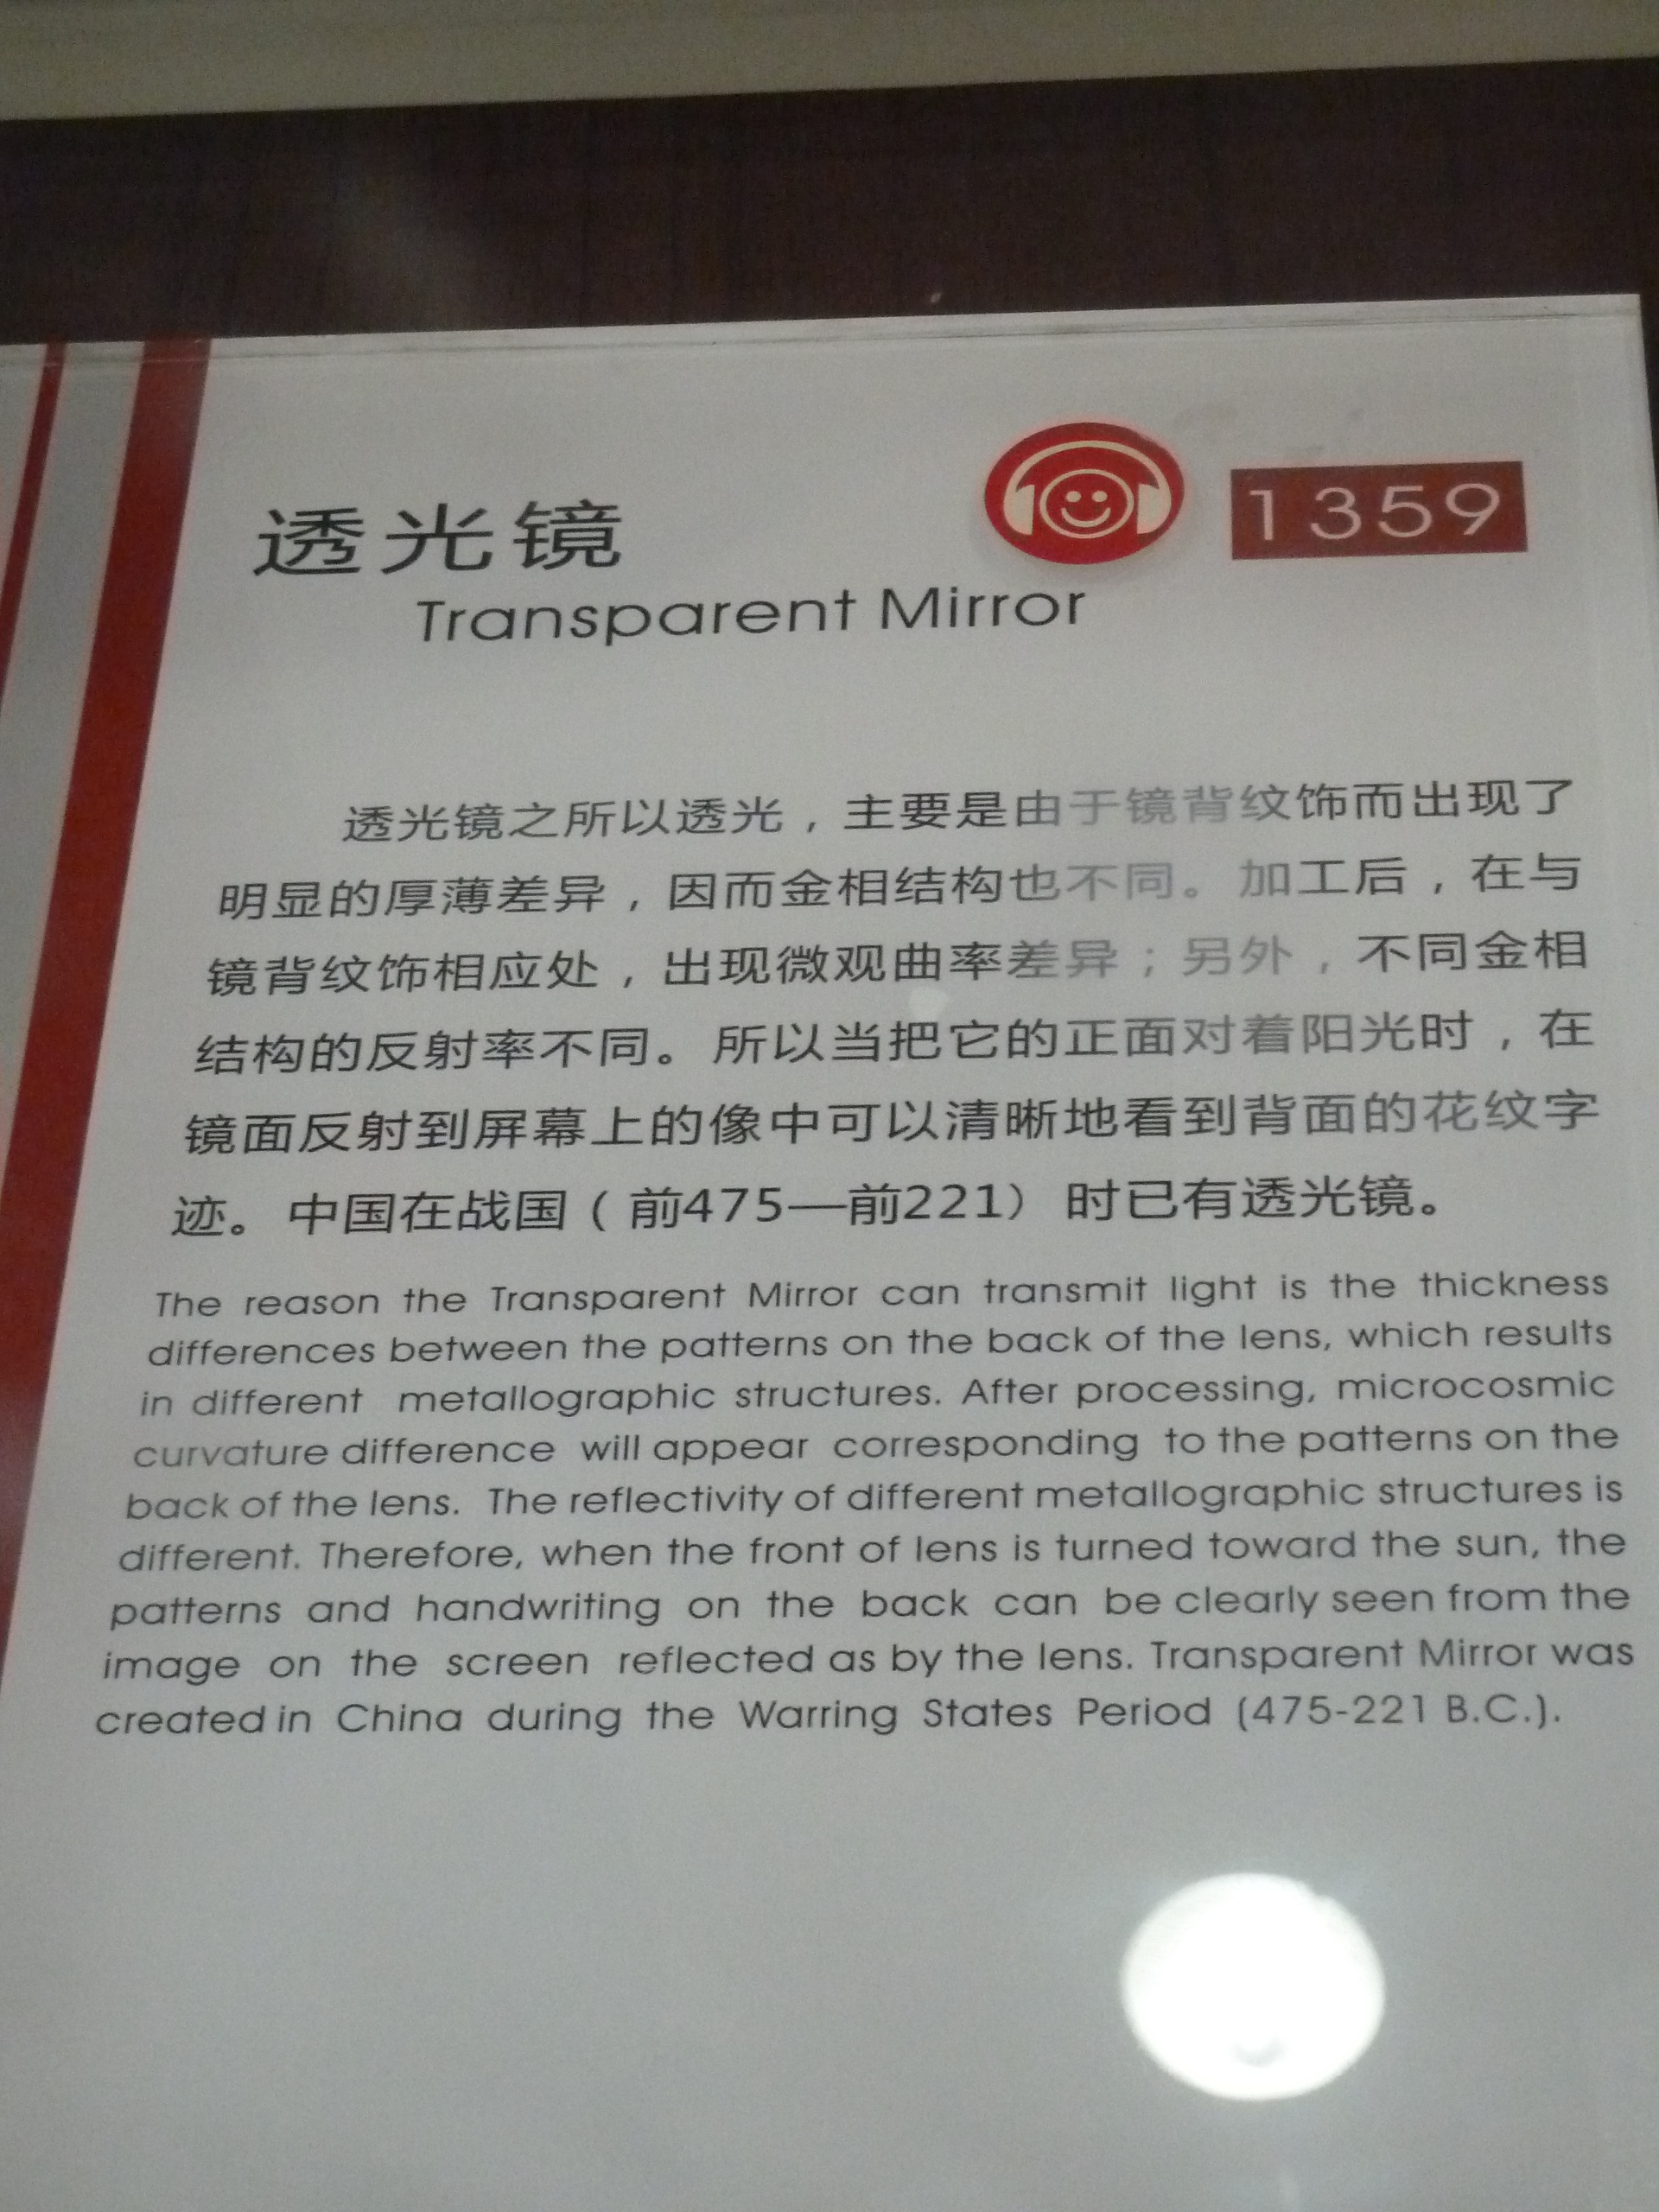 透光镜
1359
Transparent Mirror
透光镜之所以透光，主要是由于镜背纹饰而出现了
明显的厚薄差异，因而金相结构也不同。加工后，在与
镜背纹饰相应处，出现微观曲率差异；另外，不同金相
结构的反射率不同。所以当把它的正面对着阳光时，在
镜面反射到屏幕上的像中可以清晰地看到背面的花纹字
迹。中国在战国（前475—前221）时已有透光镜。
The reason the Transparent Mirror can transmit light is the thickness
differences between the patterns on the back of the lens, which results
in different metallographic structures. After processing, microcosmic
curvature difference will appear corresponding to the patterns on the
back of the lens. The reflectivity of different metallographic structures is
different. Therefore, when the front of lens is turned toward the sun, the
patterns and handwriting on the back can be clearly seen from the
image on the screen reflected as by the lens. Transparent Mirror was
created in China during the Warring States Period (475-221 B.C.).